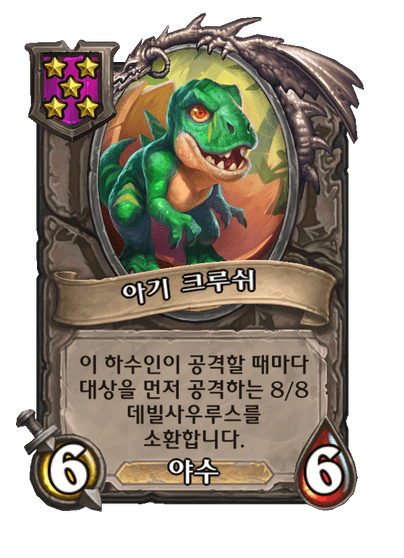 아기 크루쉬
이 하수인이 공격할 때마다
대상을 먼저 공격하는 8/8
데빌사우루스를
소환합니다.
6
야수
6